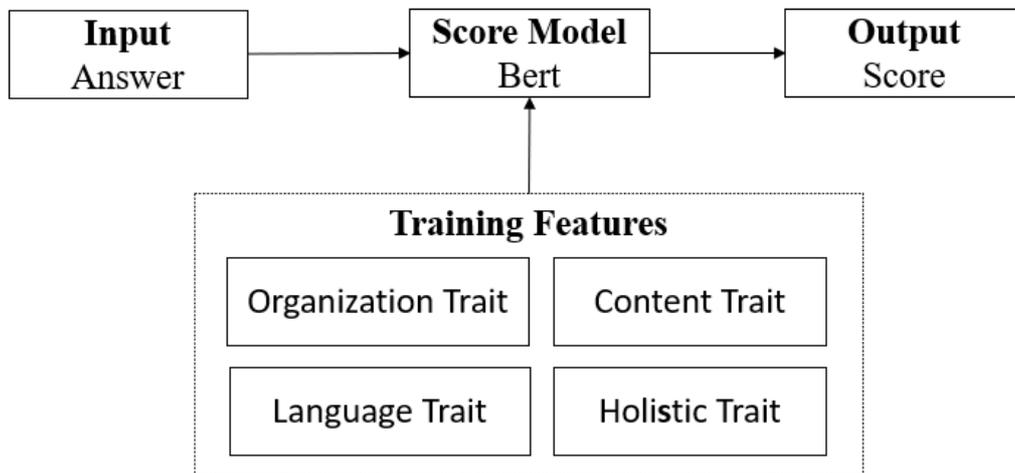 Input
Answer
Score Model
Bert
Output
Score
Training Features
Organization Trait
Content Trait
Language Trait
Holistic Trait